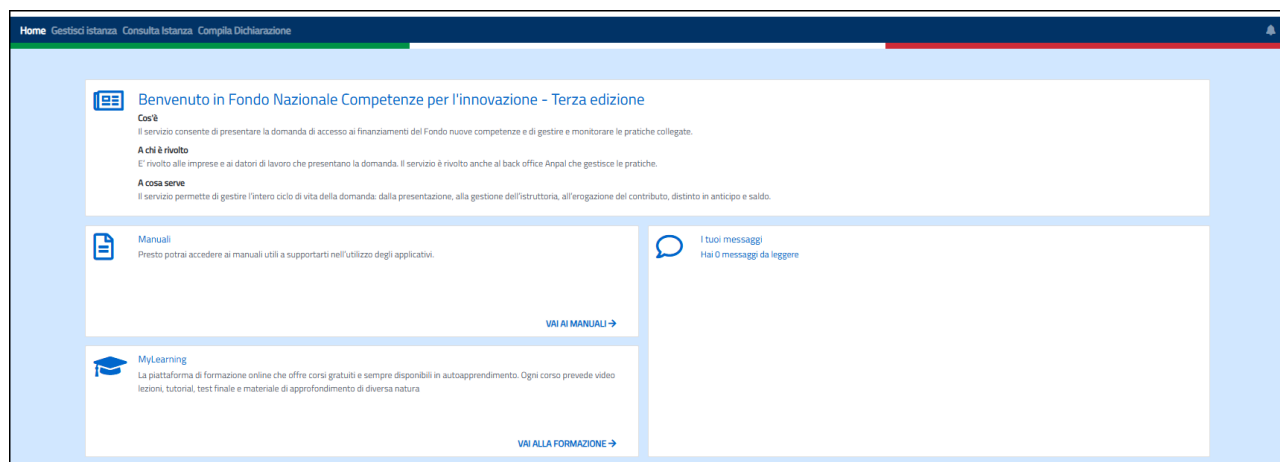 Home Gestisci istanza Consulta Istanza Compila Dichiarazione
Benvenuto in Fondo Nazionale Competenze per l'innovazione - Terza edizione
Cos'è
Il servizio consente di presentare la domanda di accesso ai finanziamenti del Fondo nuove competenze e di gestire e monitorare le pratiche collegate.
A chi è rivolto
E' rivolto alle imprese e ai datori di lavoro che presentano la domanda. Il servizio è rivolto anche al back office Anpal che gestisce le pratiche.
A cosa serve
Il servizio permette di gestire l'intero ciclo di vita della domanda: dalla presentazione, alla gestione dell'istruttoria, all'erogazione del contributo, distinto in anticipo e saldo.
Manuali
Presto potrai accedere ai manuali utili a supportarti nell'utilizzo degli applicativi.
VAI AI MANUALI
I tuoi messaggi
Hai 0 messaggi da leggere
MyLearning
La piattaforma di formazione online che offre corsi gratuiti e sempre disponibili in autoapprendimento. Ogni corso prevede video
lezioni, tutorial, test finale e materiale di approfondimento di diversa natura
VAI ALLA FORMAZIONE